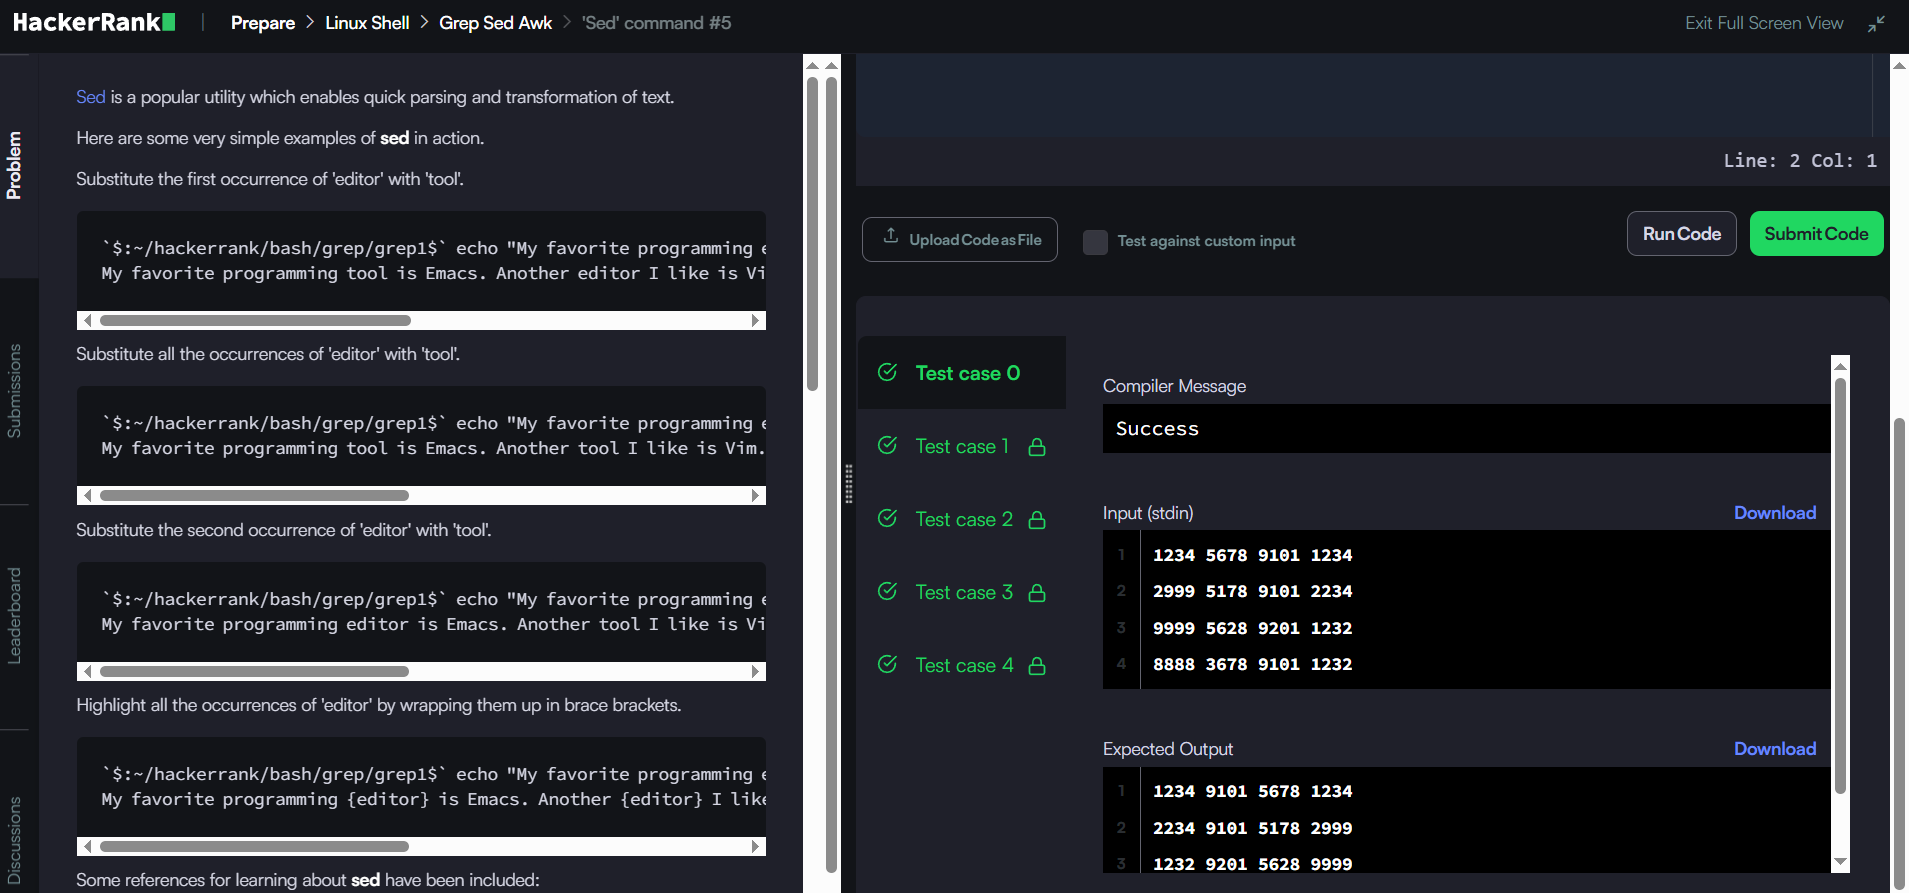 HackerRank
Prepare > Linux Shell > Grep Sed Awk > 'Sed' command #5
Exit Full Screen View
Problem
Submissions
Leaderboard
Discussions
Sed is a popular utility which enables quick parsing and transformation of text.
Here are some very simple examples of sed in action.
Substitute the first occurrence of 'editor' with 'tool'.
`$:~/hackerrank/bash/grep/grep1$` echo "My favorite programming e
My favorite programming tool is Emacs. Another editor I like is Vi
Substitute all the occurrences of 'editor' with 'tool'.
`$:~/hackerrank/bash/grep/grep1$` echo "My favorite programming e
My favorite programming tool is Emacs. Another tool I like is Vim.
Substitute the second occurrence of 'editor' with 'tool'.
`$:~/hackerrank/bash/grep/grep1$` echo "My favorite programming e
My favorite programming editor is Emacs. Another tool I like is Vi
Highlight all the occurrences of 'editor' by wrapping them up in brace brackets.
`$:~/hackerrank/bash/grep/grep1$` echo "My favorite programming e
My favorite programming {editor} is Emacs. Another {editor} I like
Some references for learning about sed have been included:
Line: 2 Col: 1
Upload Code as File
Test against custom input
Run Code
Submit Code
Test case 0
Test case 1
Test case 2
Test case 3
Test case 4
Compiler Message
Success
Input (stdin)
Download
1 1234 5678 9101 1234
2 2999 5178 9101 2234
3 9999 5628 9201 1232
4 8888 3678 9101 1232
Expected Output
Download
1 1234 9101 5678 1234
2 2234 9101 5178 2999
3 1232 9201 5628 9999